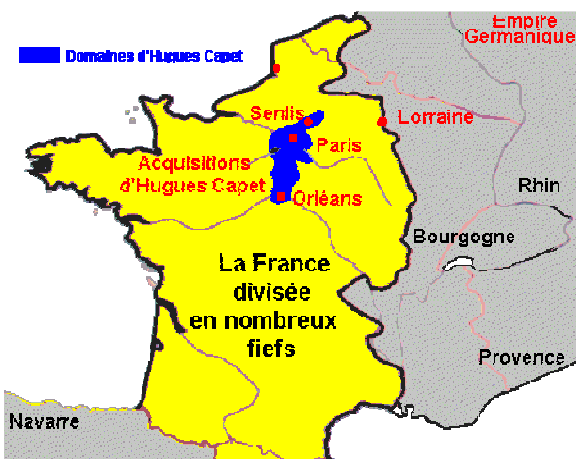 Empire
Germanique
Domaines d'Hugues Capet
Senlis
Lorraine
Paris
Acquisitions
d'Hugues Capet
Orléans
Rhin
Bourgogne
La France
divisée
en nombreux
fiefs
Provence
Navarre